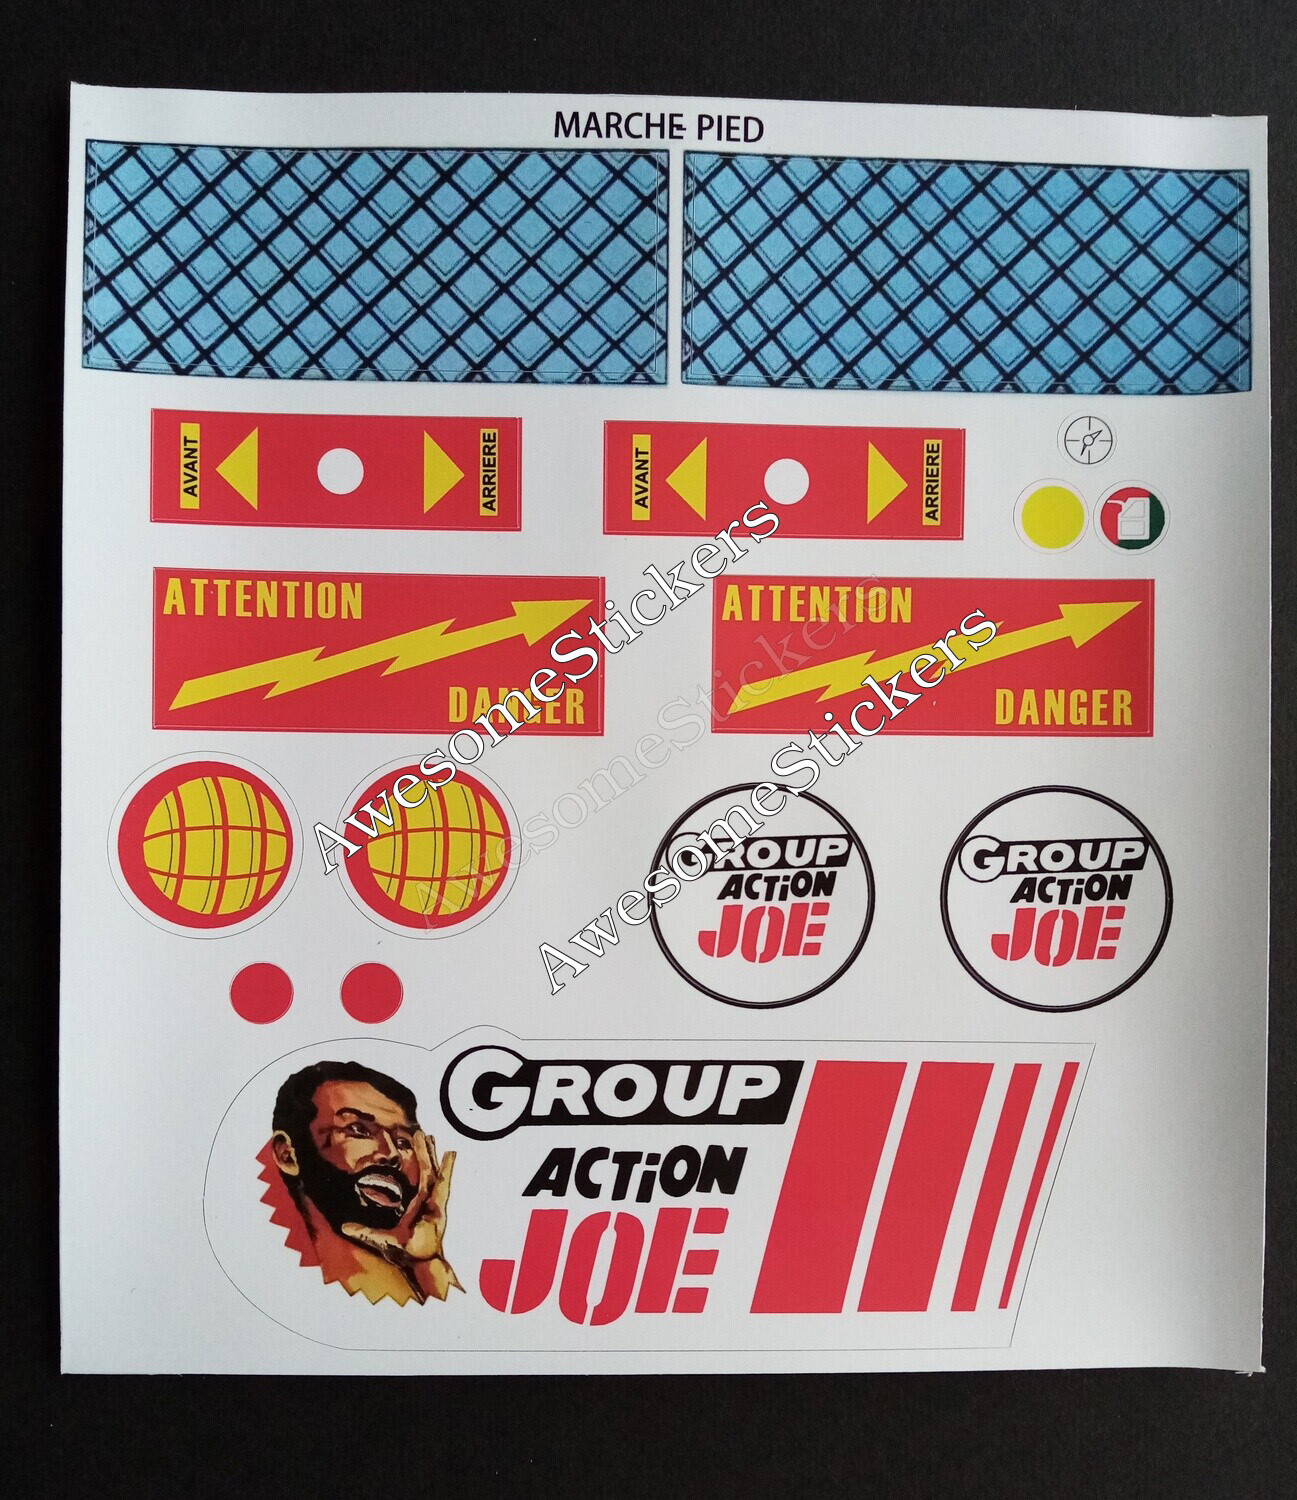 MARCHE- PIED
AVANT
ARRIERE
AVANT
ARRIERE
ATTENTION
DANGER
ATTENTION
DANGER
AwesomeStickers
AwesomeStickers
AwesomeStickers
GROUP
ACTiON
JOE
GROUP
ACTiON
JOE
GROUP
ACTiON
JOE